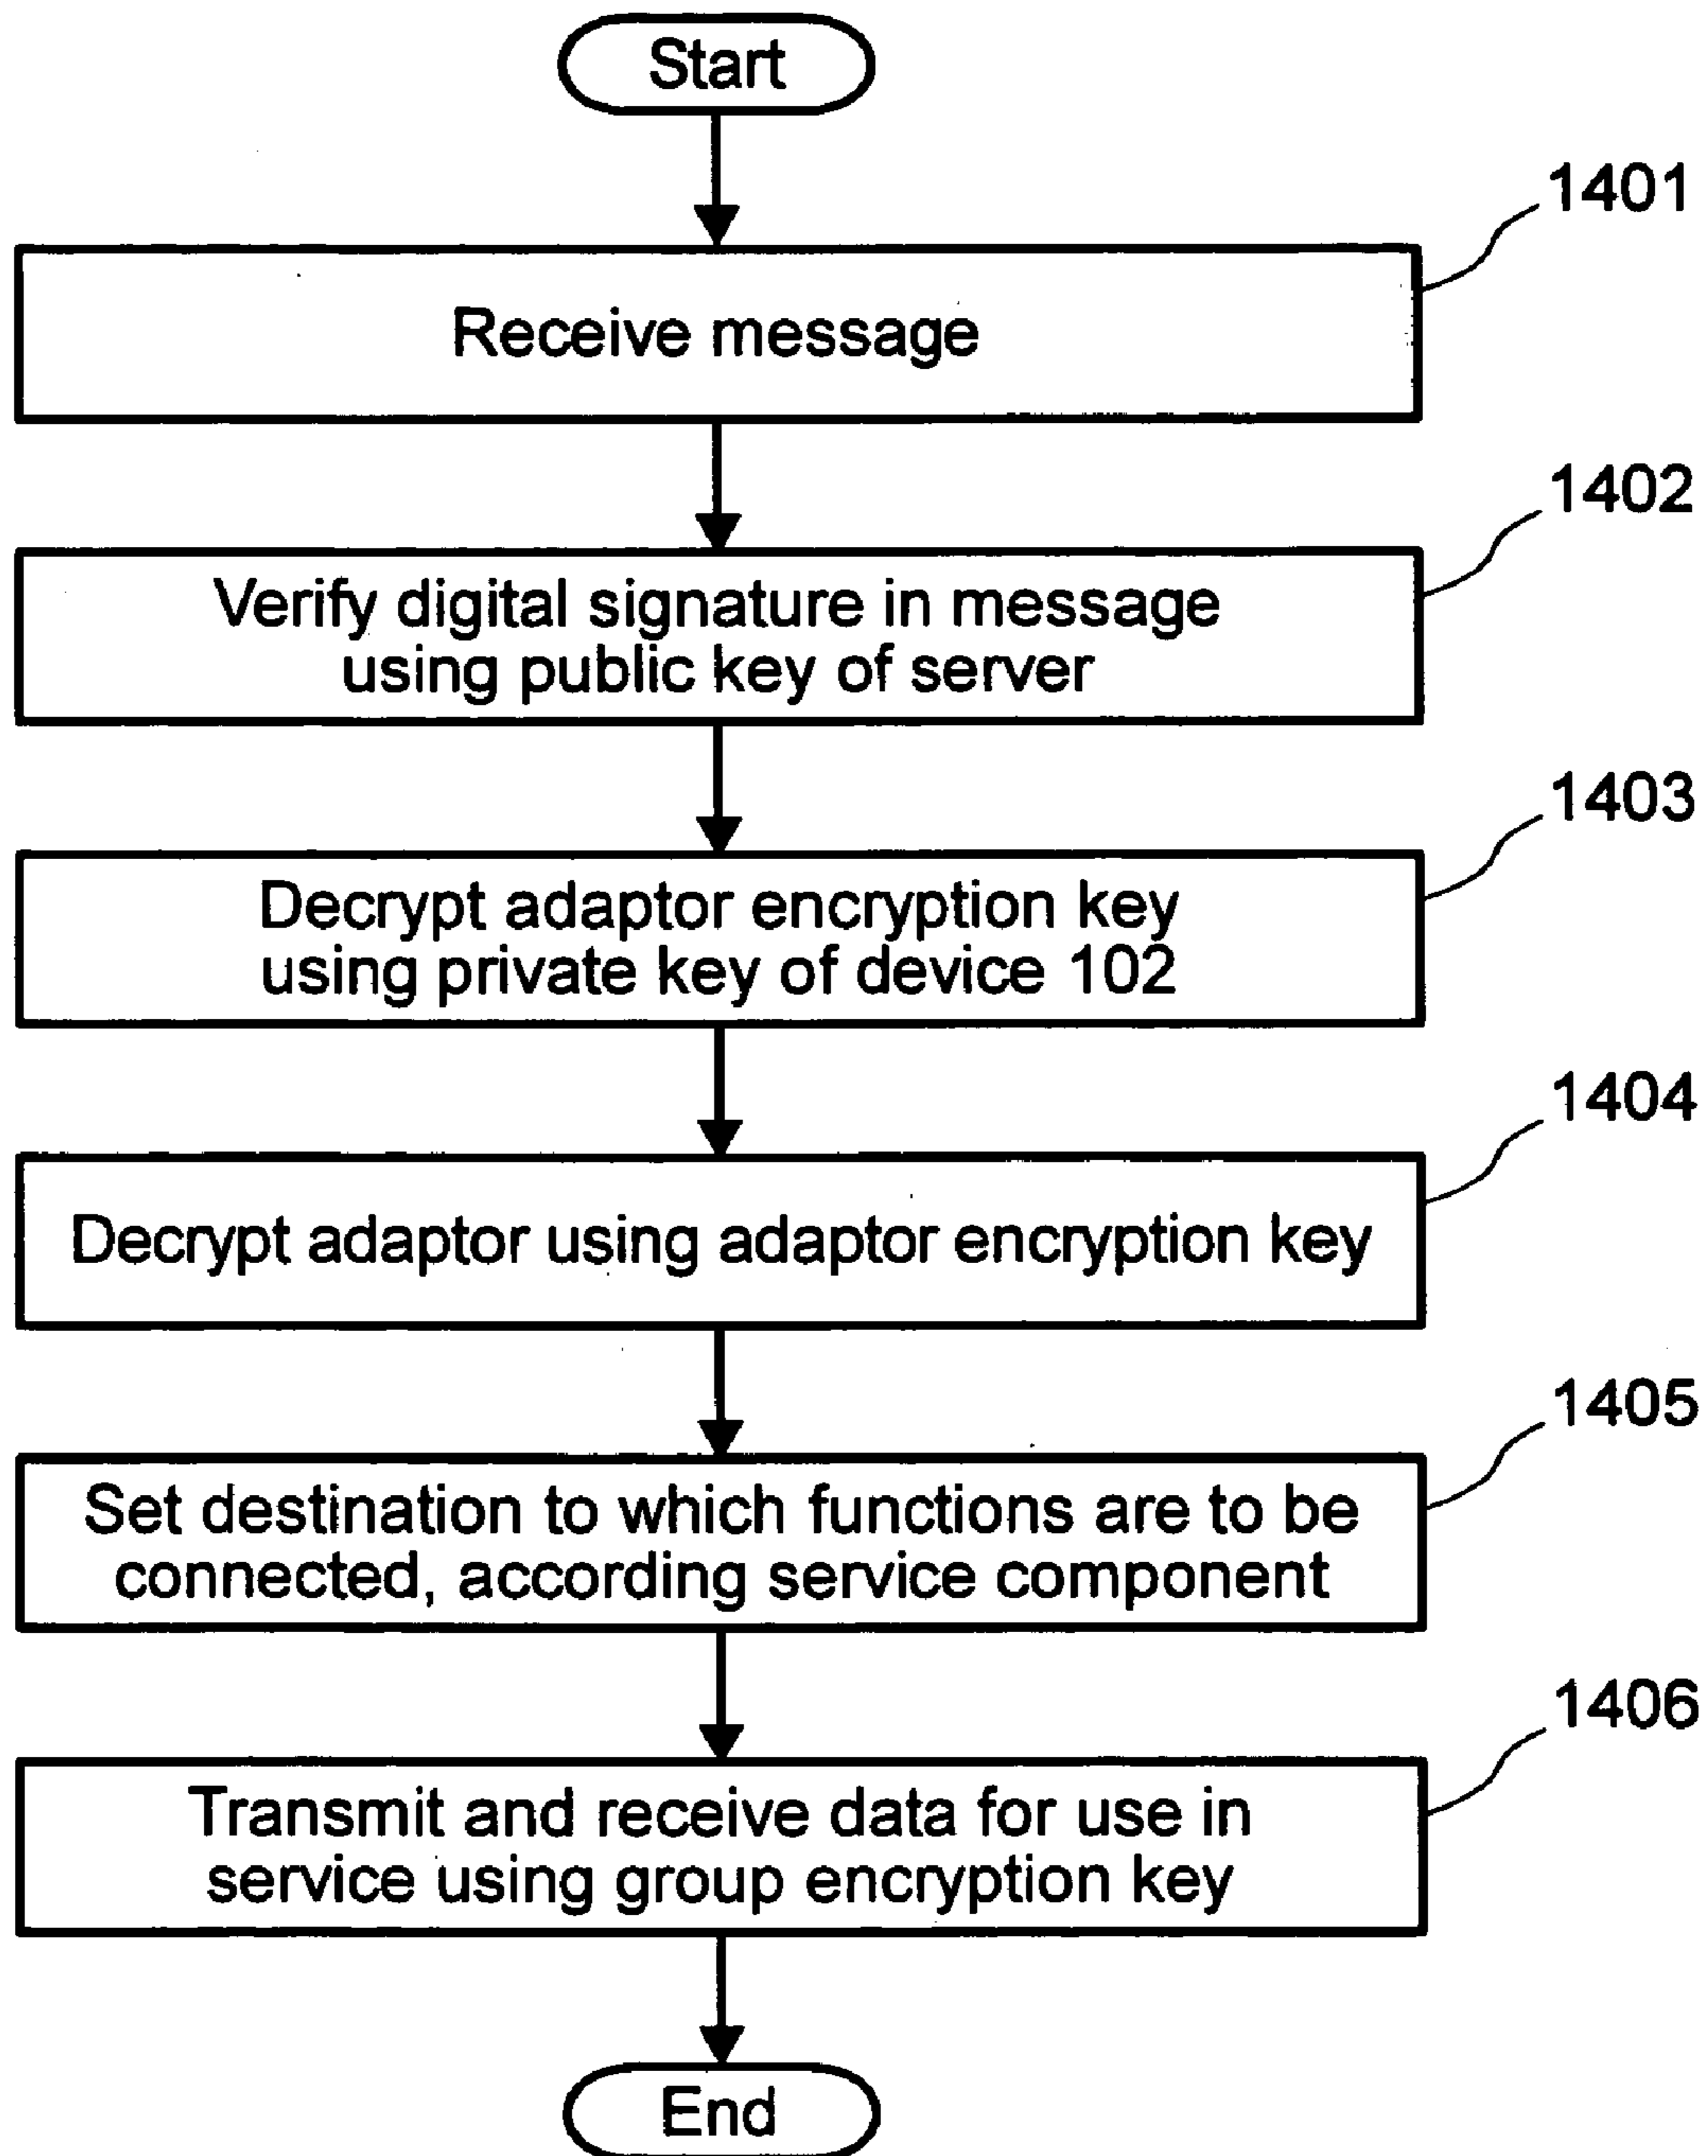 Start
1401
Receive message
1402
Verify digital signature in message
using public key of server
1403
Decrypt adaptor encryption key
using private key of device 102
1404
Decrypt adaptor using adaptor encryption key
1405
Set destination to which functions are to be
connected, according service component
1406
Transmit and receive data for use in
service using group encryption key
End